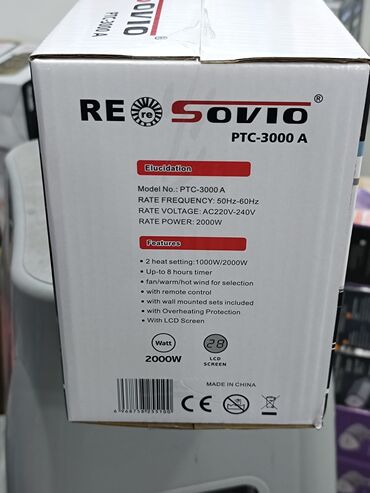 SOVIO
PTC-3000 A
RE re SOVIO ®
PTC-3000 A
Elucidation
Model No.: PTC-3000 A
RATE FREQUENCY: 50Hz-60Hz
RATE VOLTAGE: AC220V-240V
RATE POWER: 2000W
Features
• 2 heat setting:1000W/2000W
• Up-to 8 hours timer
• fan/warm/hot wind for selection
• with remote control
• with wall mounted sets included
• with Overheating Protection
• With LCD Screen
Watt
28
2000W
LCD
SCREEN
MADE IN CHINA
CE